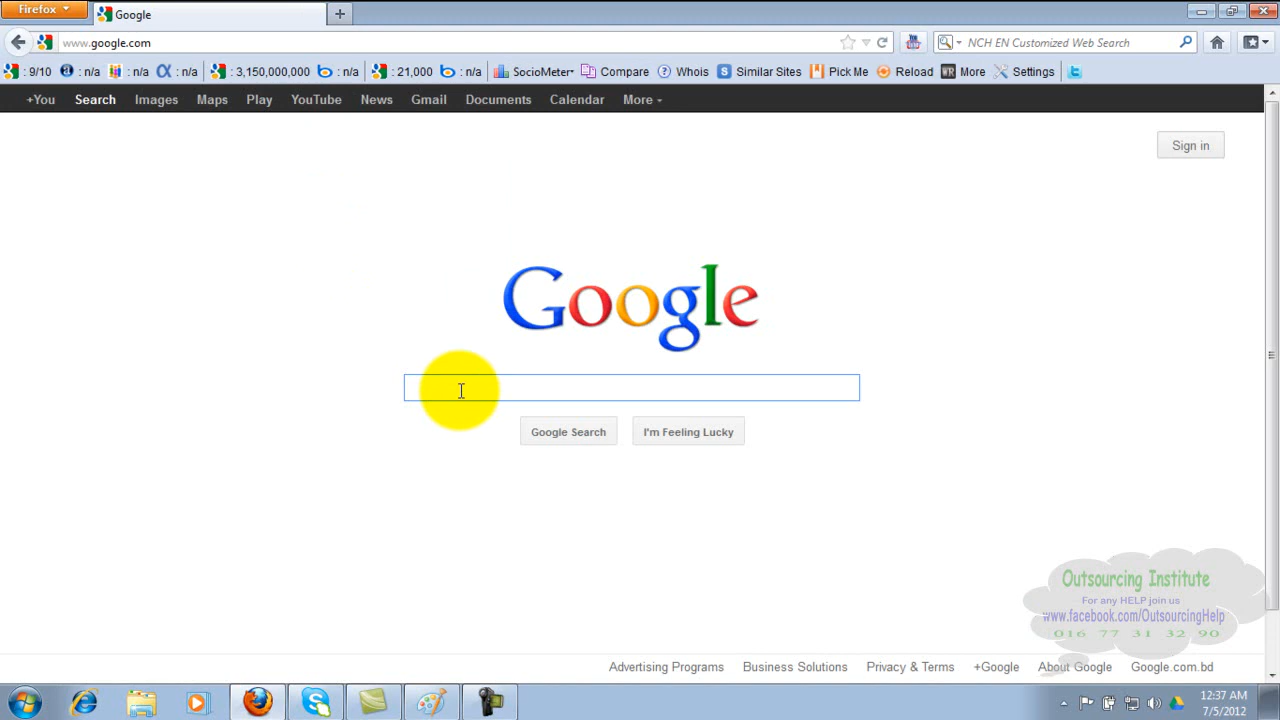 Firefox
Google
www.google.com
NCH EN Customized Web Search
: 9/10 : n/a : n/a : n/a : 3,150,000,000 : n/a : 21,000 : n/a SocioMeter Compare Whois Similar Sites Pick Me Reload More Settings
+You Search Images Maps Play YouTube News Gmail Documents Calendar More
Sign in
Google
Google Search I'm Feeling Lucky
Outsourcing Institute
For any HELP join us
www.facebook.com/OutsourcingHelp
016 77 31 32 90
Advertising Programs Business Solutions Privacy & Terms +Google About Google Google.com.bd
12:37 AM
7/5/2012